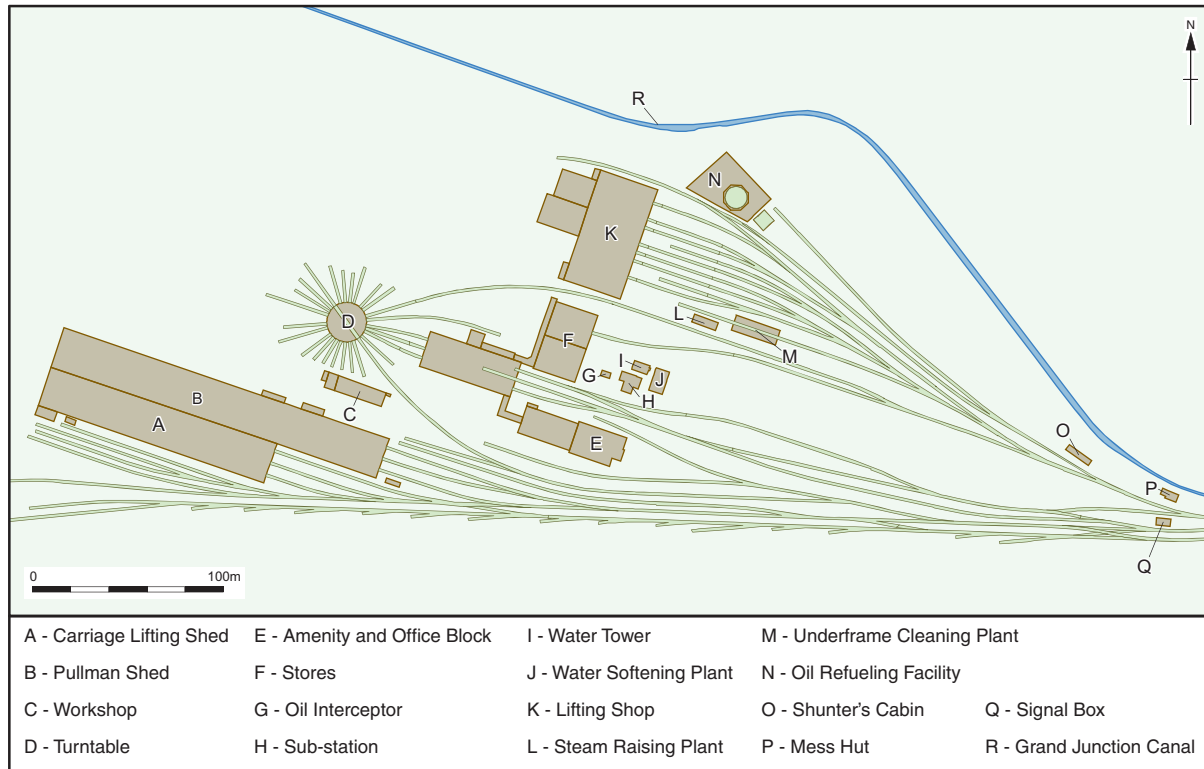 N
R
N
K
L
M
D
F
I
J
G
H
B
C
A
E
O
P
Q
0 100m
A - Carriage Lifting Shed
B - Pullman Shed
C - Workshop
D - Turntable
E - Amenity and Office Block
F - Stores
G - Oil Interceptor
H - Sub-station
I - Water Tower
J - Water Softening Plant
K - Lifting Shop
L - Steam Raising Plant
M - Underframe Cleaning Plant
N - Oil Refueling Facility
O - Shunter's Cabin
P - Mess Hut
Q - Signal Box
R - Grand Junction Canal